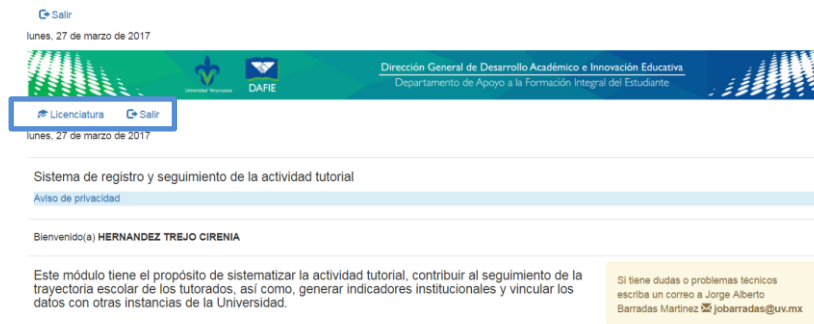 Salir
lunes, 27 de marzo de 2017
Dirección General de Desarrollo Académico e Innovación Educativa
Departamento de Apoyo a la Formación Integral del Estudiante
Universidad Veracruzana
DAFIE
Licenciatura Salir
lunes, 27 de marzo de 2017
Sistema de registro y seguimiento de la actividad tutorial
Aviso de privacidad
Bienvenido(a) HERNANDEZ TREJO CIRENIA
Este módulo tiene el propósito de sistematizar la actividad tutorial, contribuir al seguimiento de la
trayectoria escolar de los tutorados, así como, generar indicadores institucionales y vincular los
datos con otras instancias de la Universidad.
Si tiene dudas o problemas técnicos
escriba un correo a Jorge Alberto
Barradas Martinez jobarradas@uv.mx